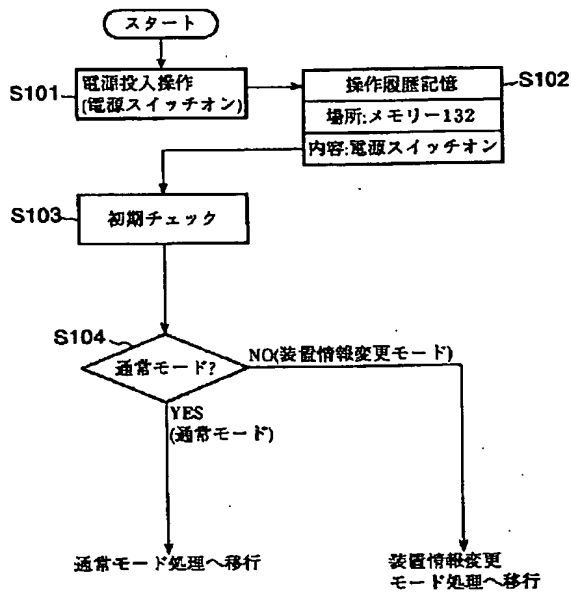 スタート
S101
電源投入操作
(電源スイッチオン)
操作履歴記憶
S102
場所:メモリー132
内容:電源スイッチオン
S103
初期チェック
S104
通常モード?
NO(装置情報変更モード)
YES
(通常モード)
通常モード処理へ移行
装置情報変更
モード処理へ移行